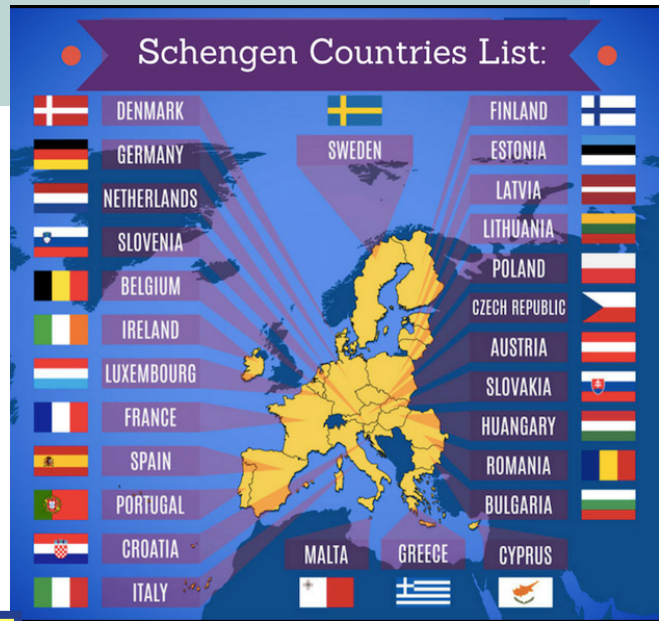 Schengen Countries List:
DENMARK
GERMANY
NETHERLANDS
SLOVENIA
BELGIUM
IRELAND
LUXEMBOURG
FRANCE
SPAIN
PORTUGAL
CROATIA
ITALY
SWEDEN
FINLAND
ESTONIA
LATVIA
LITHUANIA
POLAND
CZECH REPUBLIC
AUSTRIA
SLOVAKIA
HUNGARY
ROMANIA
BULGARIA
MALTA
GREECE
CYPRUS